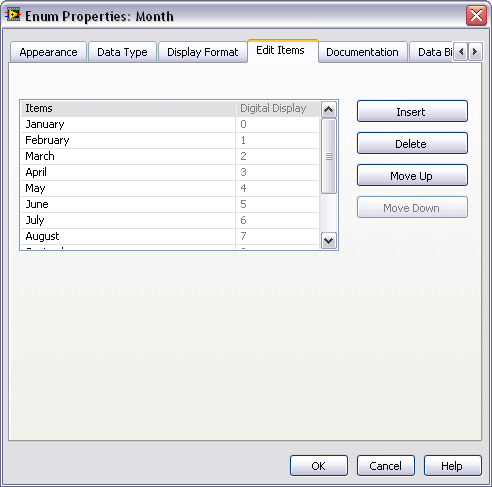 Enum Properties: Month
Appearance Data Type Display Format Edit Items Documentation Data Bi
Items Digital Display
January 0
February 1
March 2
April 3
May 4
June 5
July 6
August 7
Insert
Delete
Move Up
Move Down
OK Cancel Help